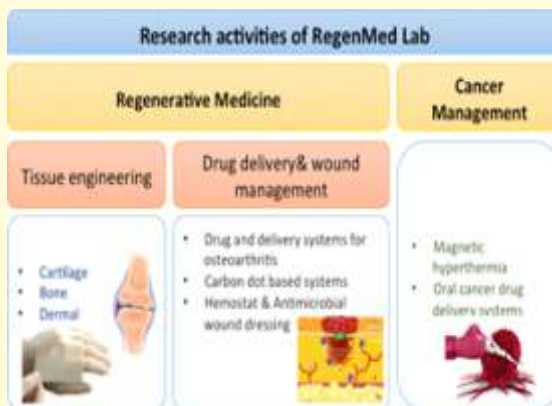 Research activities of RegenMed Lab
Regenerative Medicine
Cancer
Management
Tissue engineering
Drug delivery& wound
management
• Cartilage
• Bone
• Dermal
• Drug and delivery systems for
osteoarthritis
• Carbon dot based systems
• Hemostat & Antimicrobial
wound dressing
• Magnetic
hyperthermia
• Oral cancer drug
delivery systems